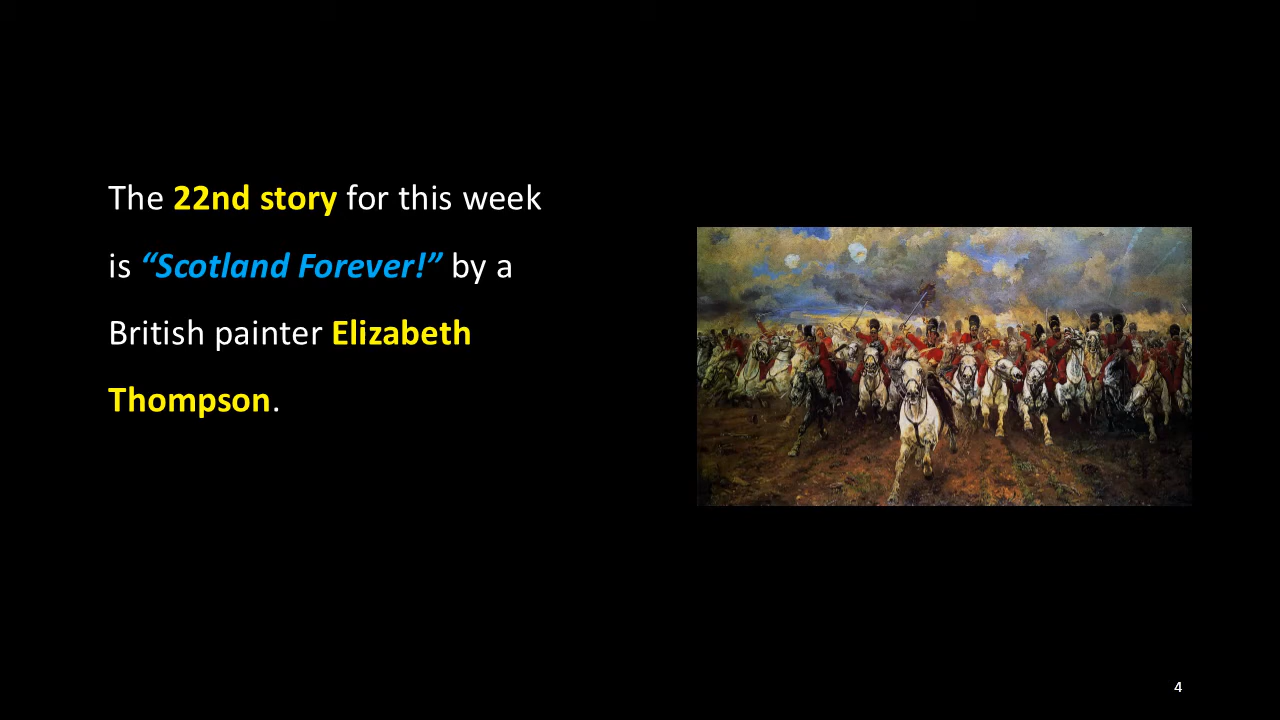 The 22nd story for this week
is “Scotland Forever!” by a
British painter Elizabeth
Thompson.
4